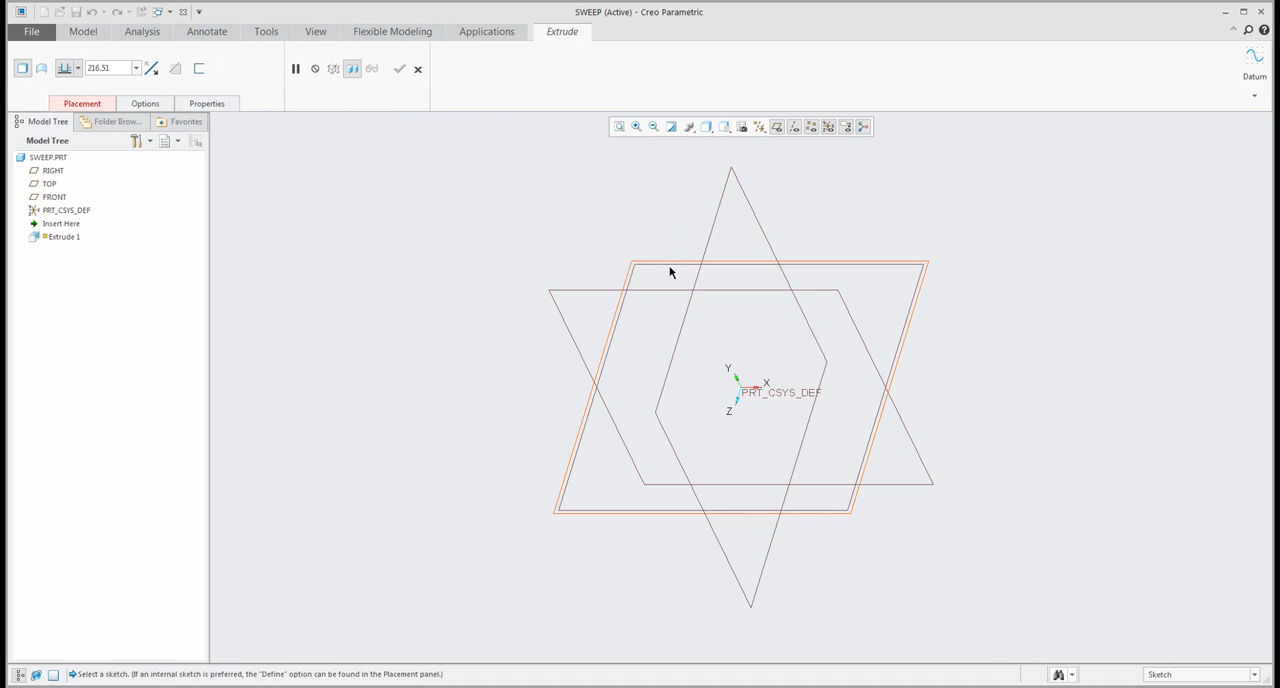 SWEEP (Active) - Creo Parametric
File Model Analysis Annotate Tools View Flexible Modeling Applications Extrude
216.51
Datum
Placement Options Properties
Model Tree Folder Brow... Favorites
Model Tree
SWEEP.PRT
RIGHT
TOP
FRONT
PRT_CSYS_DEF
Insert Here
Extrude 1
Y
X
PRT_CSYS_DEF
Z
Select a sketch. (If an internal sketch is preferred, the "Define" option can be found in the Placement panel.)
Sketch